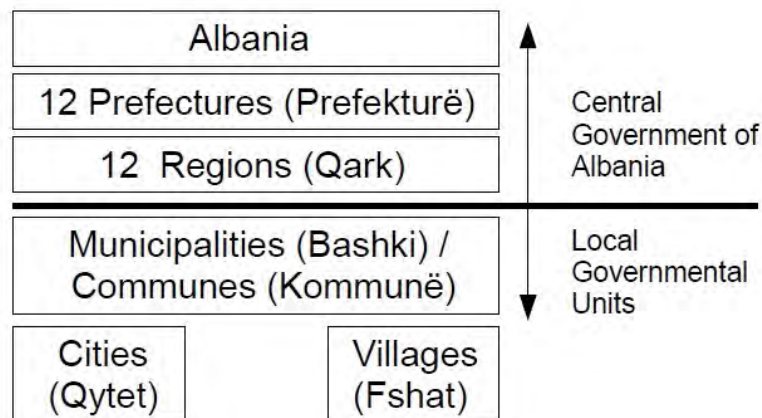 Albania
12 Prefectures (Prefekturë)
12 Regions (Qark)
Central
Government of
Albania
Municipalities (Bashki) /
Communes (Kommunë)
Local
Governmental
Units
Cities
(Qytet)
Villages
(Fshat)